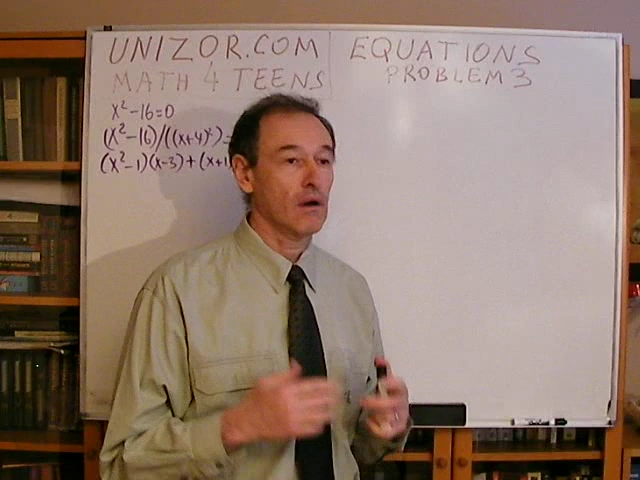 UNIZOR.COM
MATH 4 TEENS
EQUATIONS
PROBLEM 3
x²-16=0
(x²-16)/((x+4)²)=
(x²-1)(x-3)+(x+1